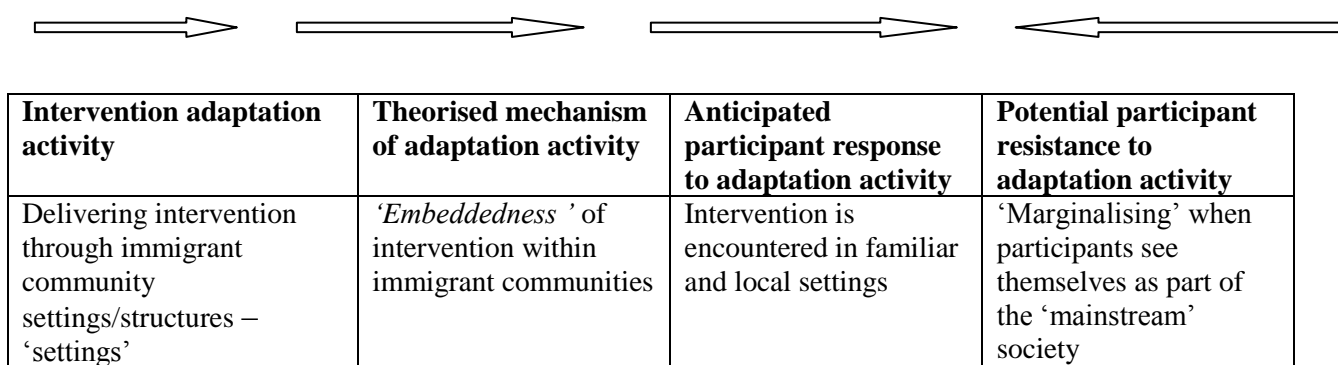 Intervention adaptation
activity
Theorised mechanism
of adaptation activity
Anticipated
participant response
to adaptation activity
Potential participant
resistance to
adaptation activity
Delivering intervention
through immigrant
community
settings/structures –
‘settings’
‘Embeddedness ’ of
intervention within
immigrant communities
Intervention is
encountered in familiar
and local settings
‘Marginalising’ when
participants see
themselves as part of
the ‘mainstream’
society